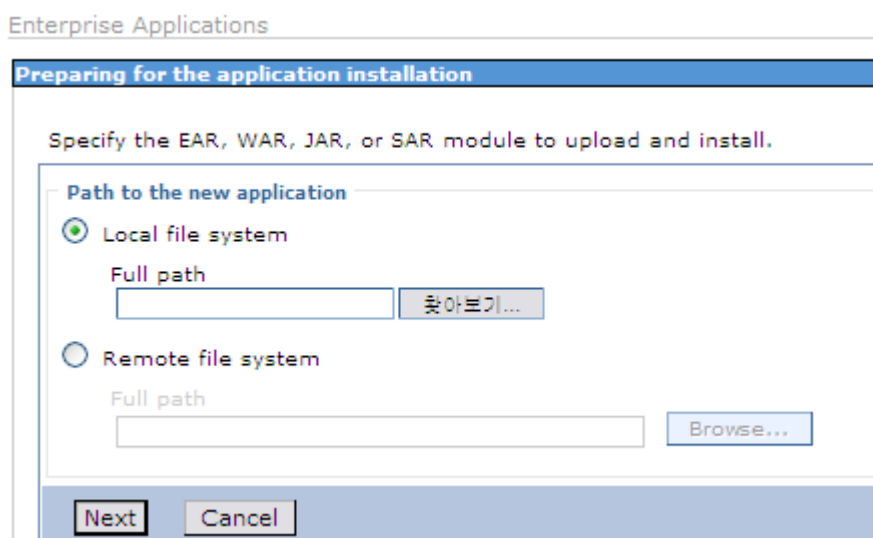 Enterprise Applications
Preparing for the application installation
Specify the EAR, WAR, JAR, or SAR module to upload and install.
Path to the new application
Local file system
Full path
찾아보기...
Remote file system
Full path
Browse...
Next Cancel